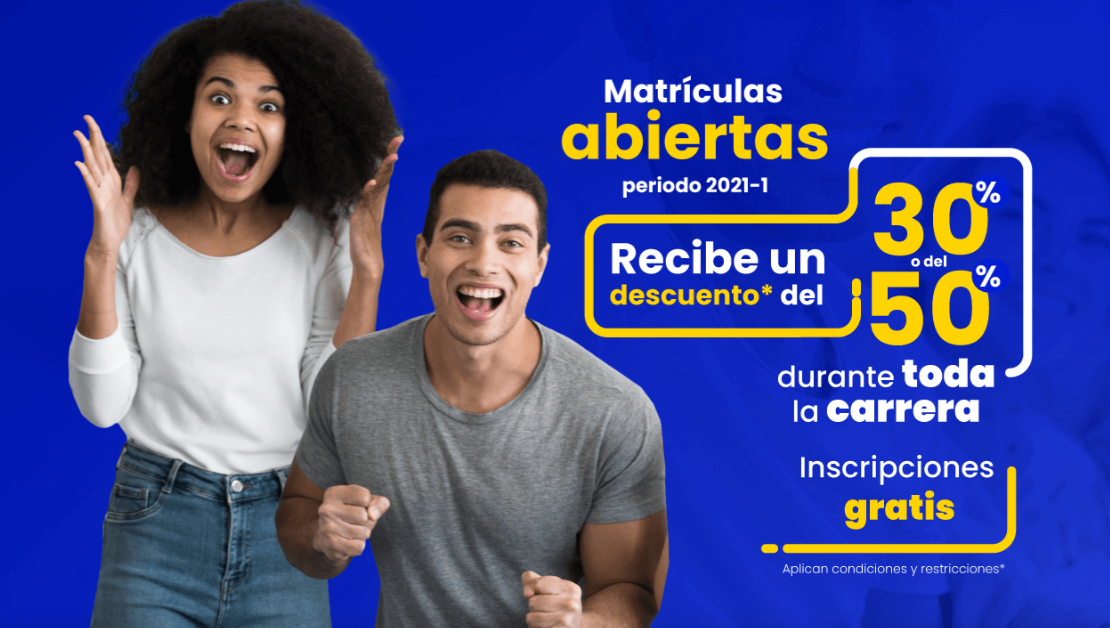 Matrículas
abiertas
periodo 2021-1
Recibe un
descuento* del
30%
o del
50%
durante toda
la carrera
Inscripciones
gratis
Aplican condiciones y restricciones*